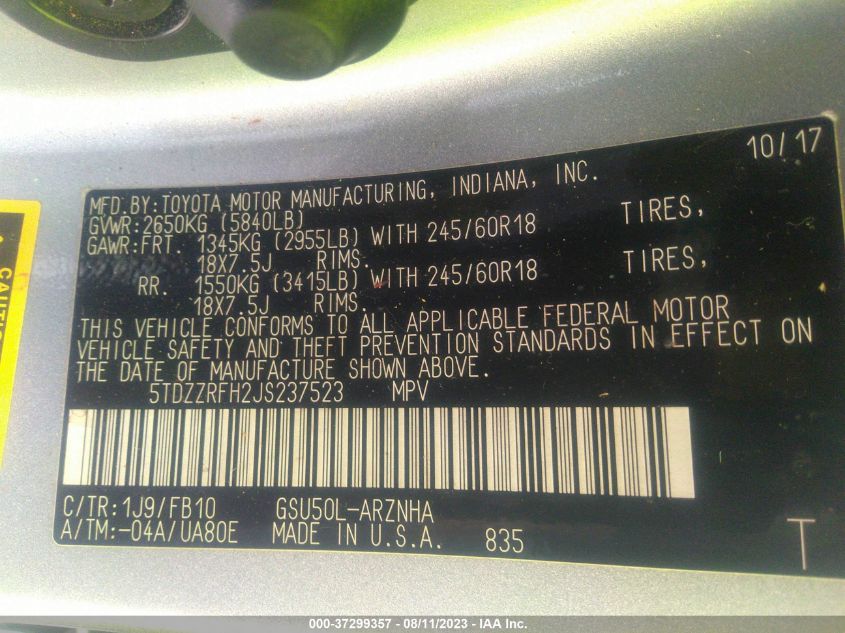 10/17
MFD BY:TOYOTA MOTOR MANUFACTURING, INDIANA, INC.
GVWR:2650KG (5840LB)
GAWR:FRT. 1345KG (2955LB) WITH 245/60R18 TIRES,
18X7.5J RIMS.
RR. 1550KG (3415LB) WITH 245/60R18 TIRES,
18X7.5J RIMS.
THIS VEHICLE CONFORMS TO ALL APPLICABLE FEDERAL MOTOR
VEHICLE SAFETY AND THEFT PREVENTION STANDARDS IN EFFECT ON
THE DATE OF MANUFACTURE SHOWN ABOVE.
5TDZZRFH2JS237523 MPV
C/TR:1J9/FB10 GSU50L-ARZNHA
A/TM:-04A/UA80E MADE IN U.S.A. 835 T
000-37299357 - 08/11/2023 - IAA Inc.